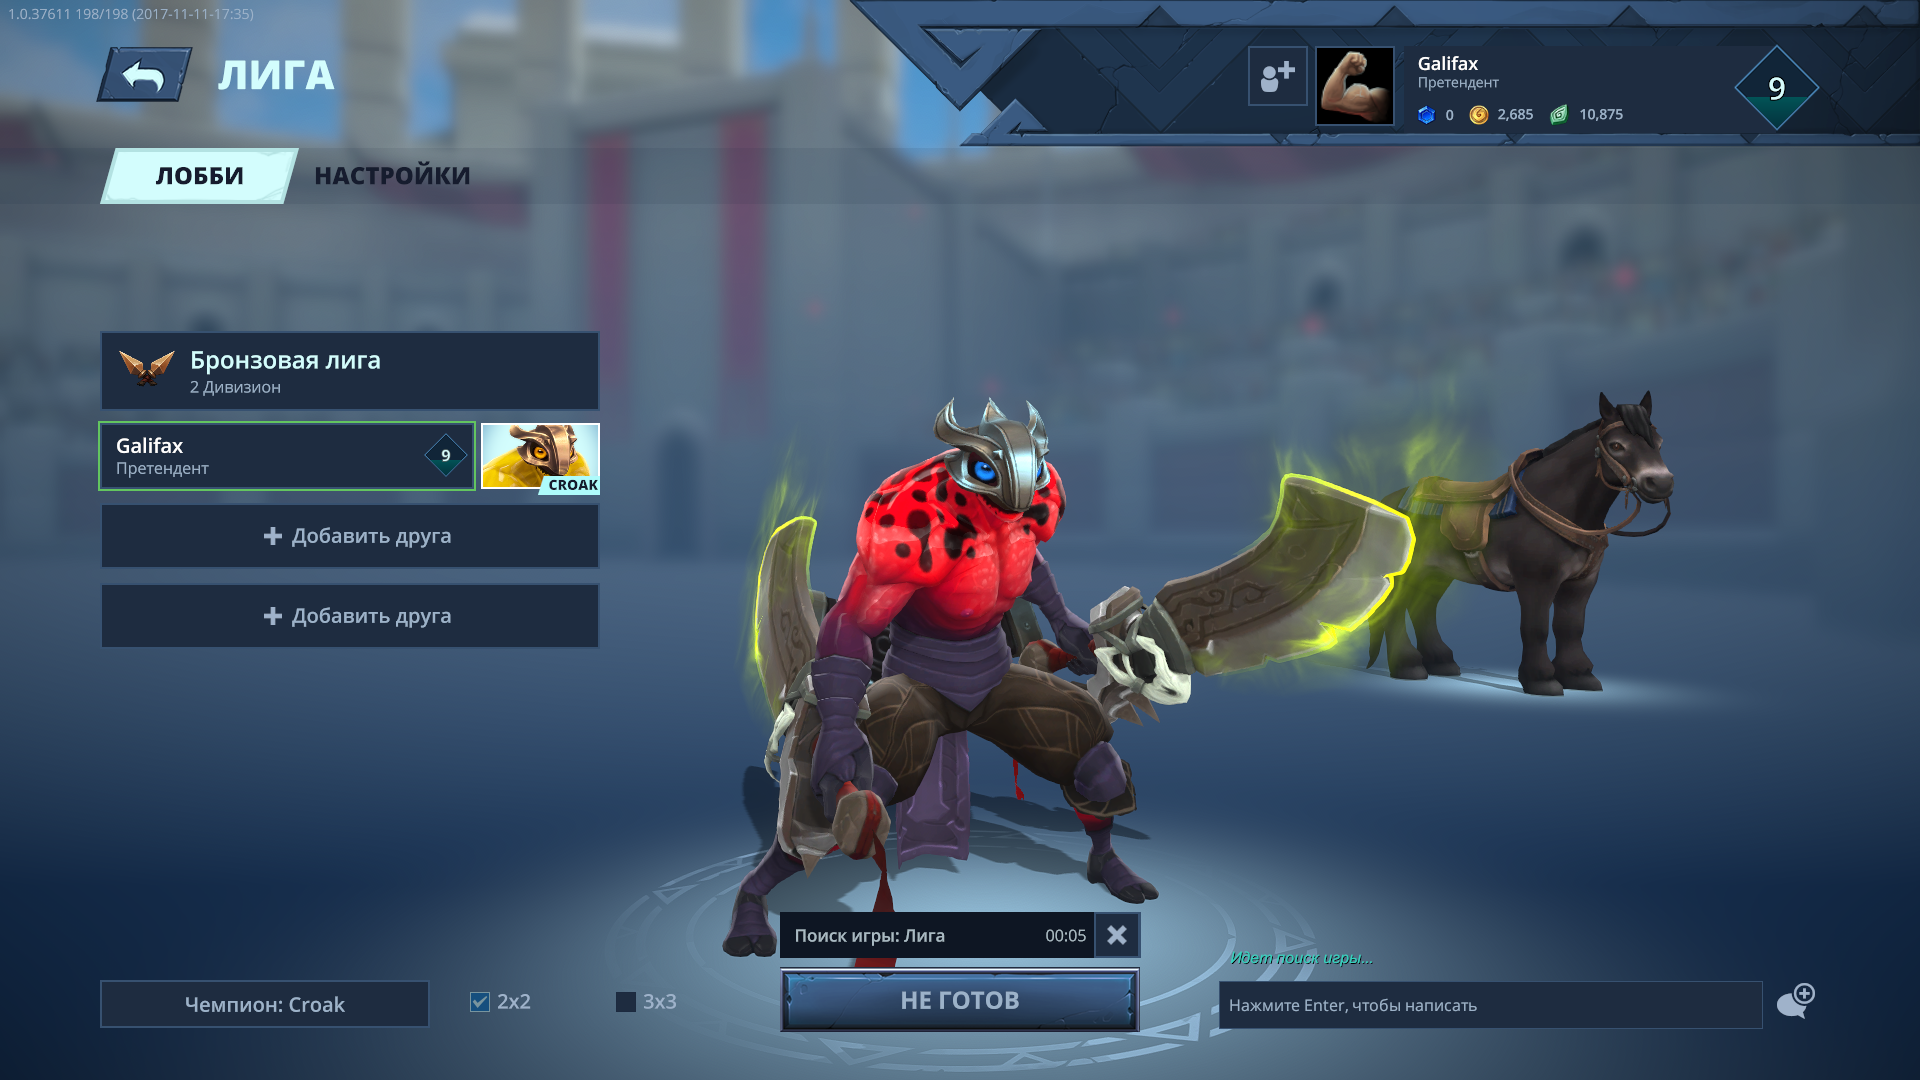 1.0.37611 198/198 (2017-11-11-17:35)
ЛИГА
Galifax
Претендент
0 2,685 10,875
9
ЛОББИ НАСТРОЙКИ
Бронзовая лига
2 Дивизион
Galifax
Претендент
9
CROAK
Добавить друга
Добавить друга
Поиск игры: Лига 00:05
Идет поиск игры...
Чемпион: Croak
2x2
3x3
НЕ ГОТОВ
Нажмите Enter, чтобы написать